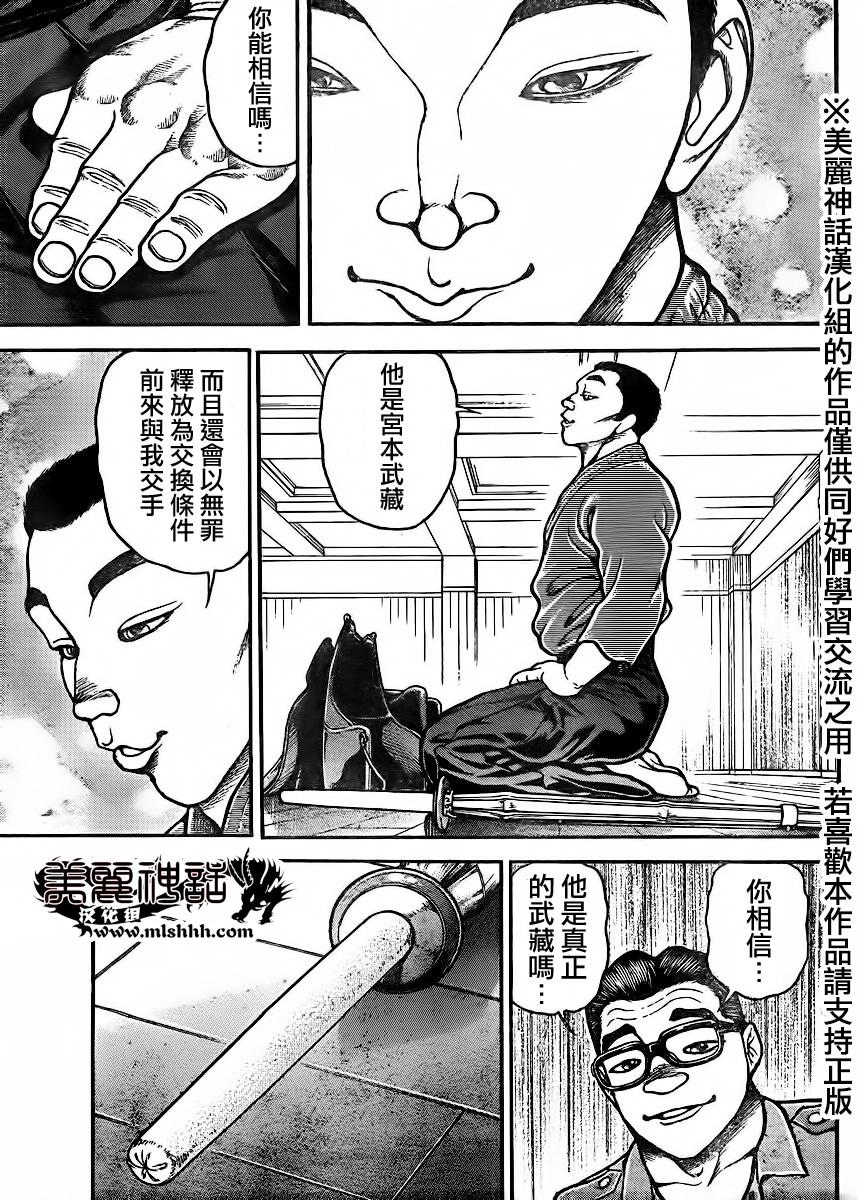 你能相信嗎…
他是宮本武藏
而且還會以無罪
釋放為交換條件
前來與我交手
你相信…
他是真正
的武藏嗎…
美麗神話
汉化组
www.mlshhh.com
※美麗神話漢化組的作品僅供同好們學習交流之用—若喜歡本作品請支持正版